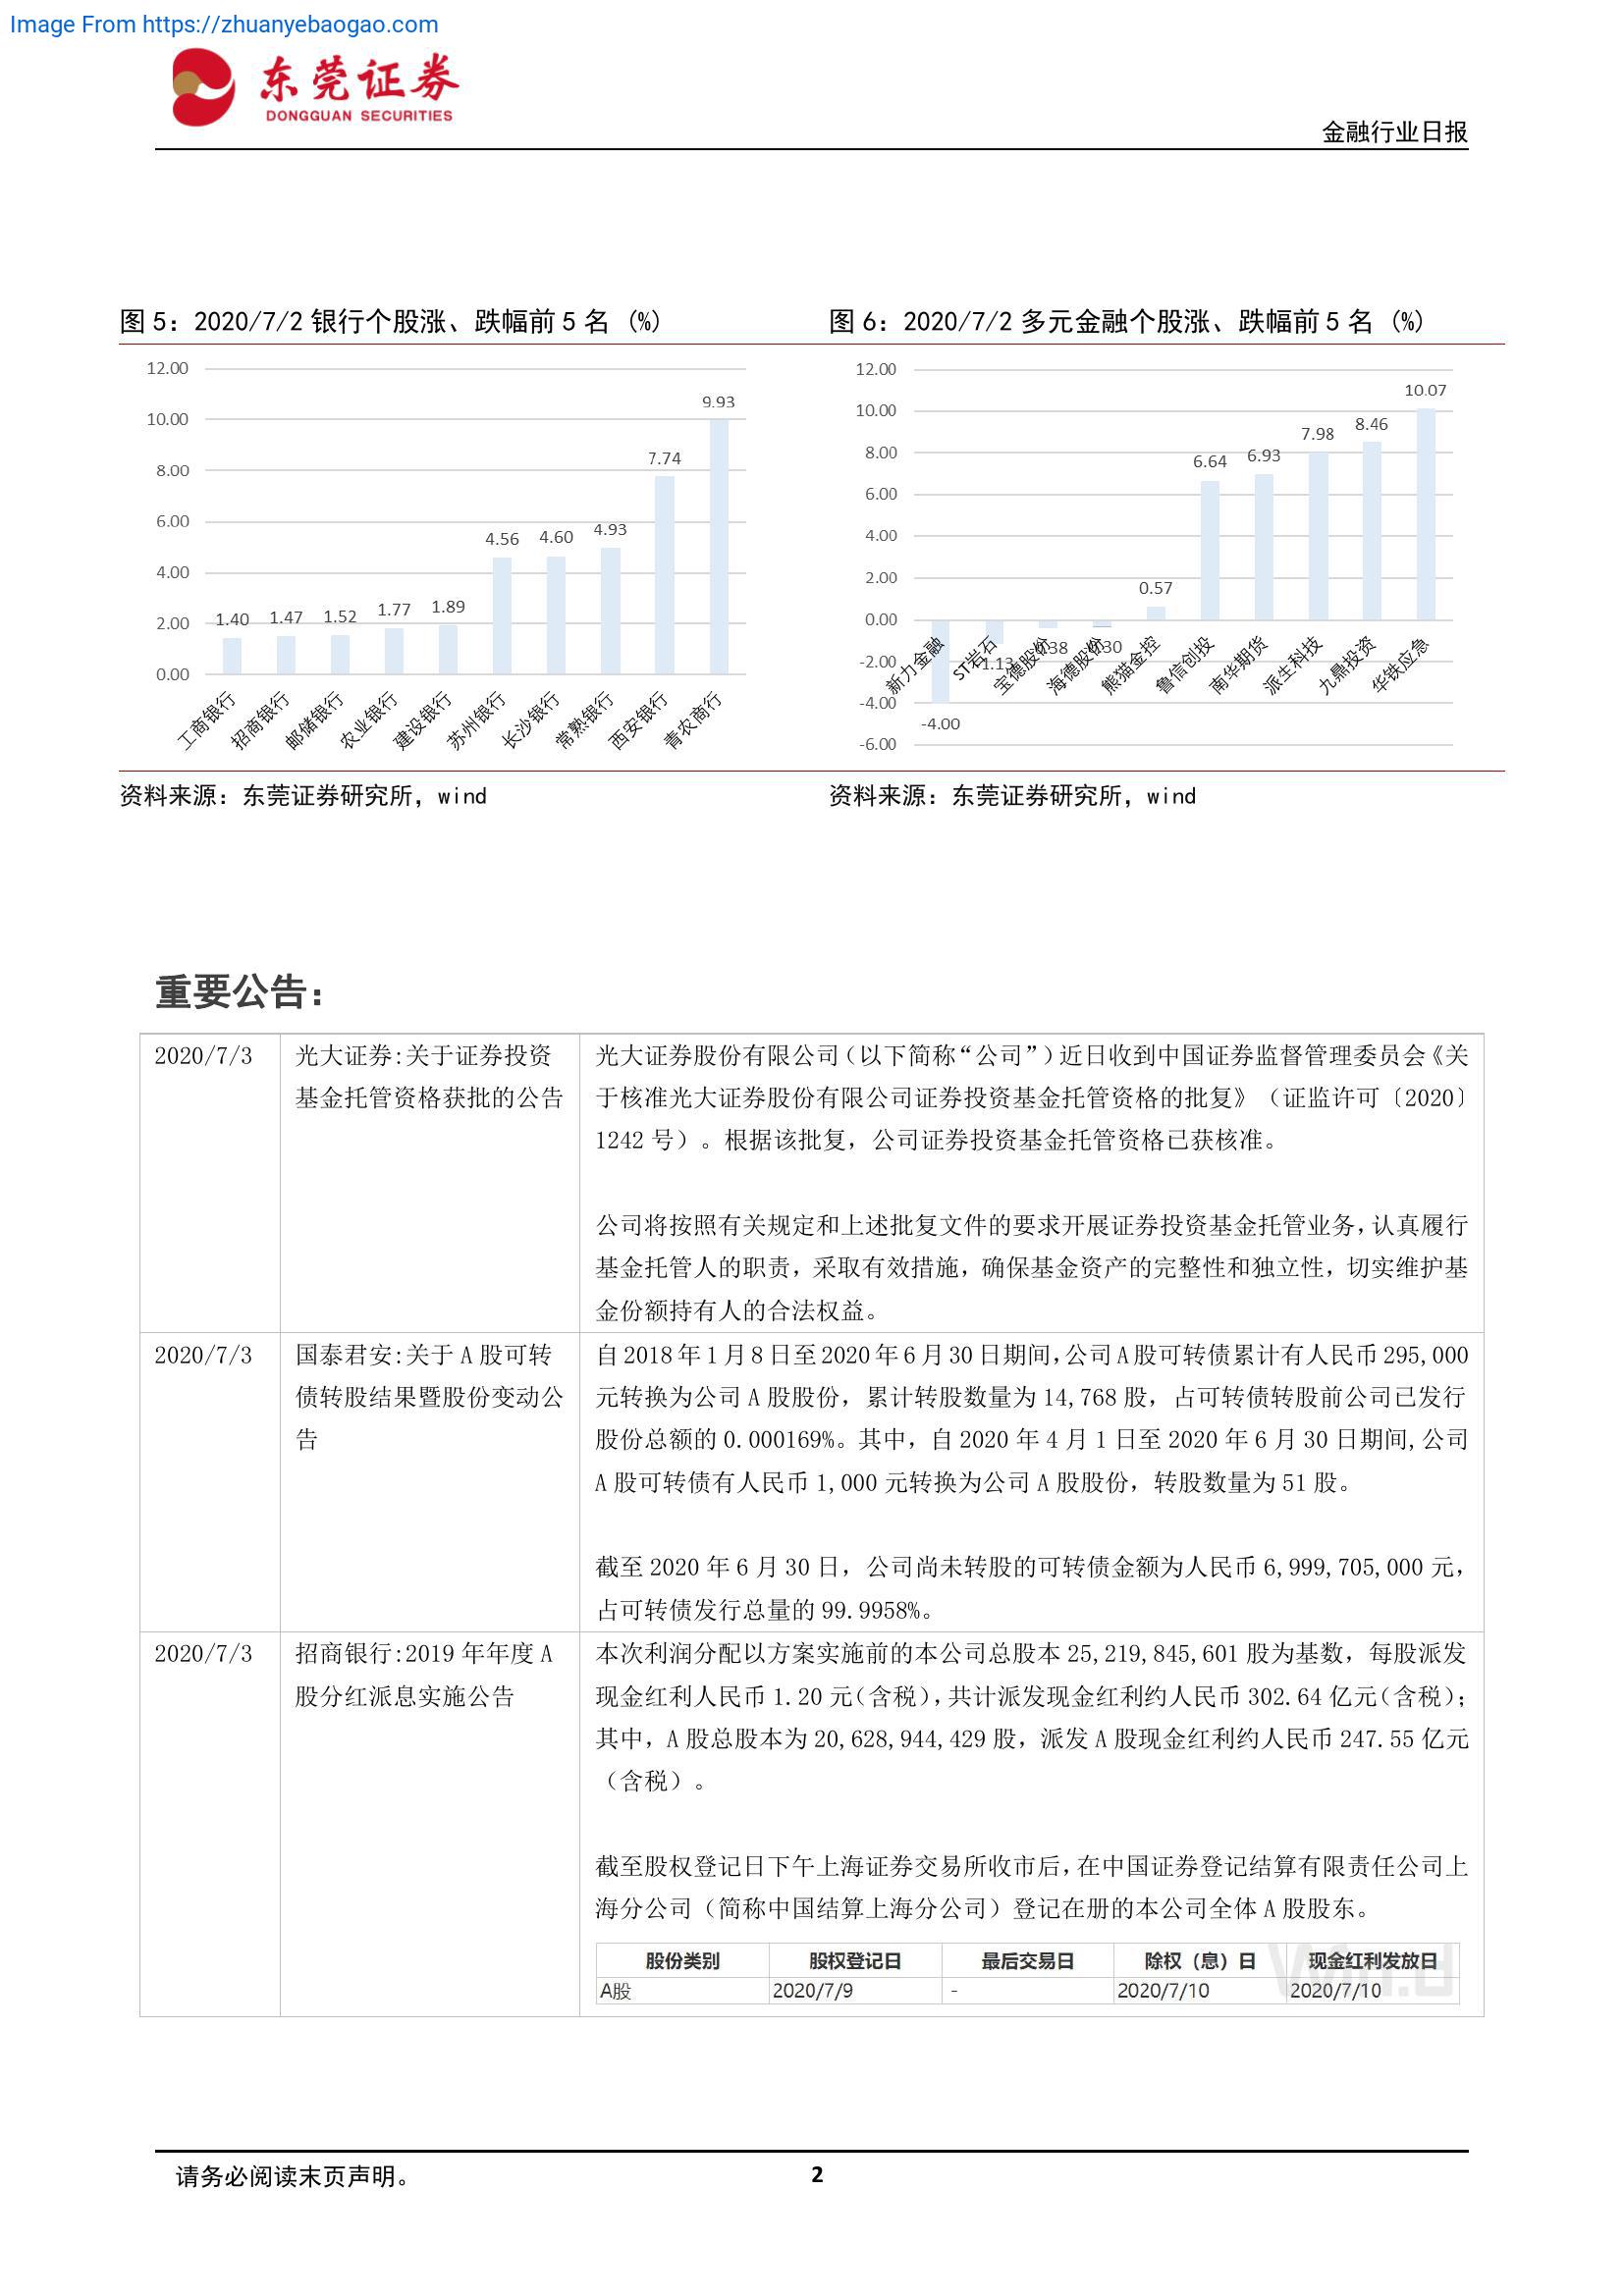 Image From https://zhuanyebaogao.com
东莞证券
DONGGUAN SECURITIES
金融行业日报
图 5：2020/7/2 银行个股涨、跌幅前 5 名 (%)
12.00
10.00
8.00
6.00
4.00
2.00
0.00
1.40
1.47
1.52
1.77
1.89
4.56
4.60
4.93
7.74
9.93
工商银行
招商银行
邮储银行
农业银行
建设银行
苏州银行
长沙银行
常熟银行
西安银行
青农商行
资料来源：东莞证券研究所，wind
图 6：2020/7/2 多元金融个股涨、跌幅前 5 名 (%)
12.00
10.00
8.00
6.00
4.00
2.00
0.00
-2.00
-4.00
-6.00
-4.00
-1.13
0.57
6.64
6.93
7.98
8.46
10.07
新力金融
ST岩石
宝德股份
海德股份
熊猫金控
鲁信创投
南华期货
派生科技
九鼎投资
华铁应急
资料来源：东莞证券研究所，wind
重要公告：
2020/7/3
光大证券:关于证券投资
基金托管资格获批的公告
光大证券股份有限公司（以下简称“公司”）近日收到中国证券监督管理委员会《关
于核准光大证券股份有限公司证券投资基金托管资格的批复》（证监许可〔2020〕
1242 号）。根据该批复，公司证券投资基金托管资格已获核准。
公司将按照有关规定和上述批复文件的要求开展证券投资基金托管业务，认真履行
基金托管人的职责，采取有效措施，确保基金资产的完整性和独立性，切实维护基
金份额持有人的合法权益。
2020/7/3
国泰君安:关于 A 股可转
债转股结果暨股份变动公
告
自 2018 年 1 月 8 日至 2020 年 6 月 30 日期间，公司 A 股可转债累计有人民币 295,000
元转换为公司 A 股股份，累计转股数量为 14,768 股，占可转债转股前公司已发行
股份总额的 0.000169%。其中，自 2020 年 4 月 1 日至 2020 年 6 月 30 日期间,公司
A 股可转债有人民币 1,000 元转换为公司 A 股股份，转股数量为 51 股。
截至 2020 年 6 月 30 日，公司尚未转股的可转债金额为人民币 6,999,705,000 元，
占可转债发行总量的 99.9958%。
2020/7/3
招商银行:2019 年年度 A
股分红派息实施公告
本次利润分配以方案实施前的本公司总股本 25,219,845,601 股为基数，每股派发
现金红利人民币 1.20 元（含税），共计派发现金红利约人民币 302.64 亿元（含税）；
其中，A 股总股本为 20,628,944,429 股，派发 A 股现金红利约人民币 247.55 亿元
（含税）。
截至股权登记日下午上海证券交易所收市后，在中国证券登记结算有限责任公司上
海分公司（简称中国结算上海分公司）登记在册的本公司全体 A 股股东。
股份类别 股权登记日 最后交易日 除权（息）日 现金红利发放日
A股 2020/7/9 - 2020/7/10 2020/7/10
请务必阅读末页声明。
2